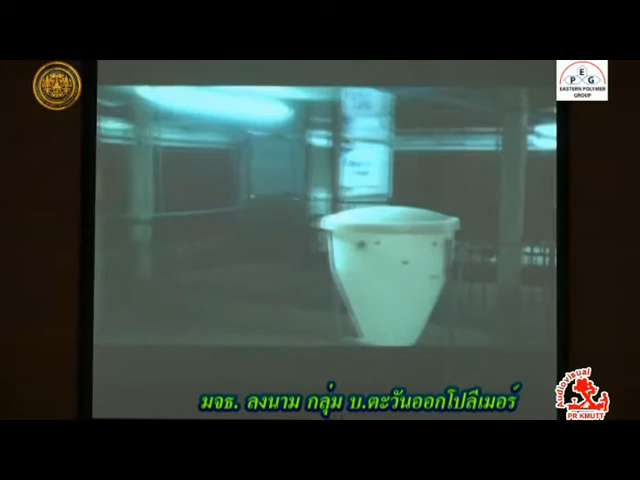 E
P G
EASTERN POLYMER
GROUP
มจธ. ลงนาม กลุ่ม บ.ตะวันออกโปลีเมอร์
Audiovisual
PR KMUTT